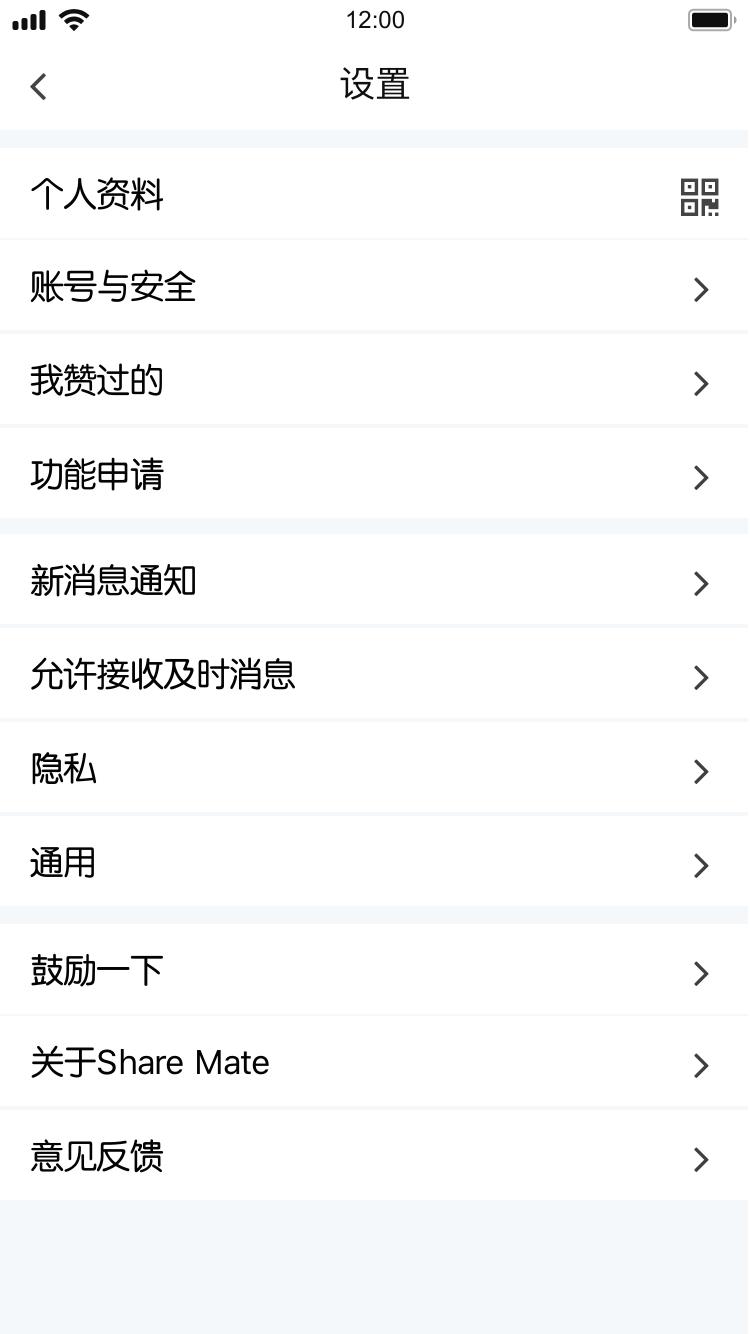 12:00
设置
个人资料
账号与安全
我赞过的
功能申请
新消息通知
允许接收及时消息
隐私
通用
鼓励一下
关于Share Mate
意见反馈